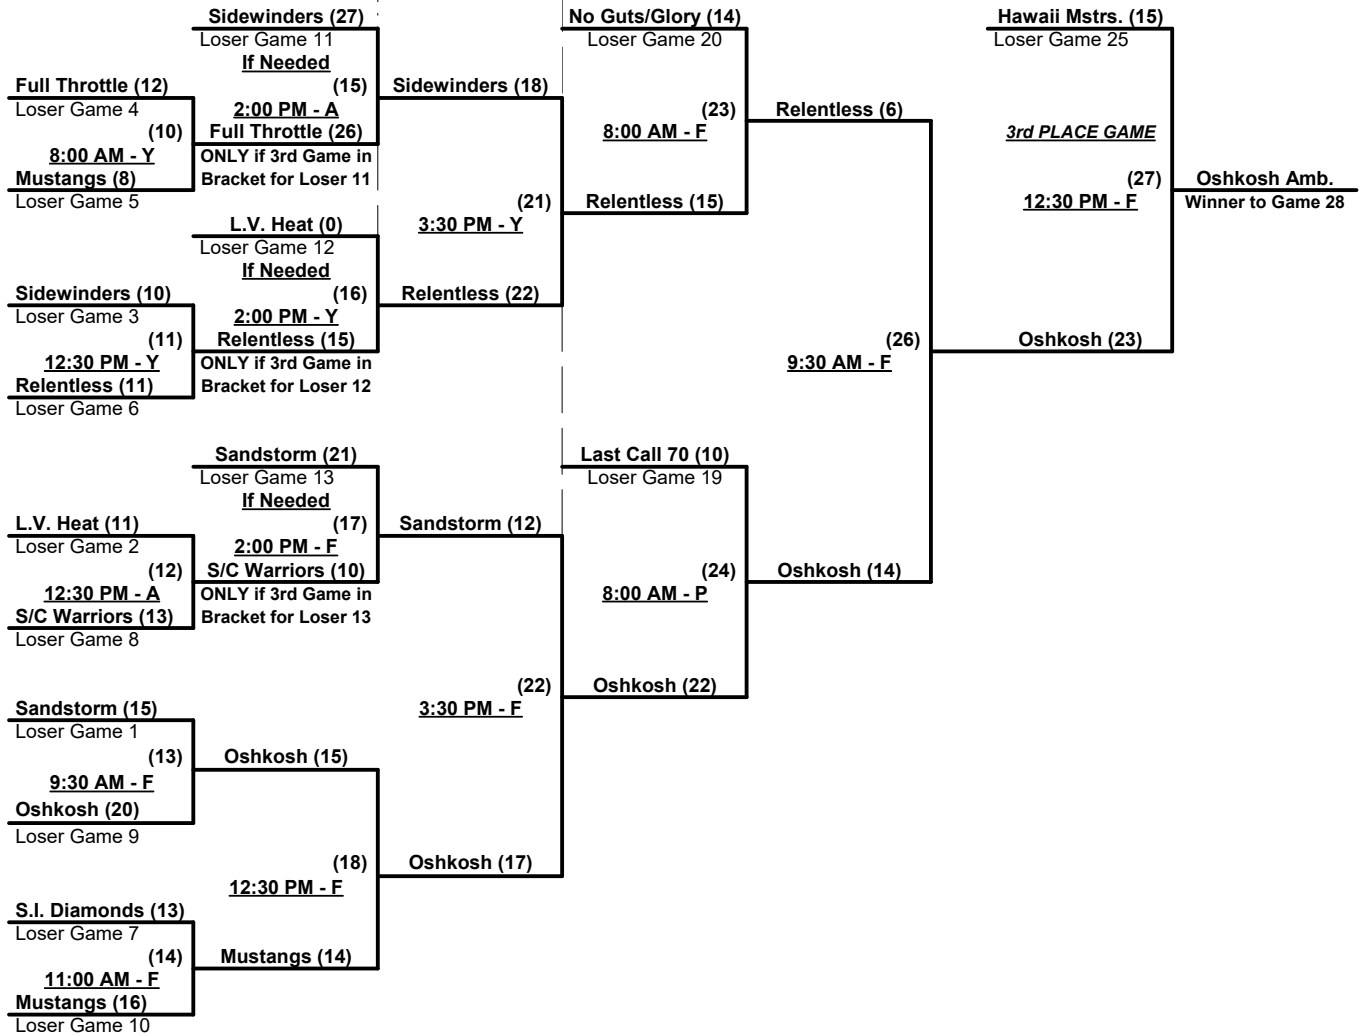 Sidewinders (27)
Loser Game 11
If Needed
(15)
2:00 PM - A
Full Throttle (26)
ONLY if 3rd Game in
Bracket for Loser 11
Full Throttle (12)
Loser Game 4
(10)
8:00 AM - Y
Mustangs (8)
Loser Game 5
L.V. Heat (0)
Loser Game 12
If Needed
(16)
2:00 PM - Y
Relentless (15)
ONLY if 3rd Game in
Bracket for Loser 12
Sidewinders (10)
Loser Game 3
(11)
12:30 PM - Y
Relentless (11)
Loser Game 6
Sandstorm (21)
Loser Game 13
If Needed
(17)
2:00 PM - F
S/C Warriors (10)
ONLY if 3rd Game in
Bracket for Loser 13
L.V. Heat (11)
Loser Game 2
(12)
12:30 PM - A
S/C Warriors (13)
Loser Game 8
Sandstorm (15)
Loser Game 1
(13)
9:30 AM - F
Oshkosh (20)
Loser Game 9
S.I. Diamonds (13)
Loser Game 7
(14)
11:00 AM - F
Mustangs (16)
Loser Game 10
Oshkosh (15)
(18)
12:30 PM - F
Mustangs (14)
Sidewinders (18)
(21)
3:30 PM - Y
Relentless (22)
Sandstorm (12)
(22)
3:30 PM - F
Oshkosh (17)
No Guts/Glory (14)
Loser Game 20
(23)
8:00 AM - F
Relentless (15)
Last Call 70 (10)
Loser Game 19
(24)
8:00 AM - P
Oshkosh (22)
Relentless (6)
(26)
9:30 AM - F
Oshkosh (14)
Hawaii Mstrs. (15)
Loser Game 25
3rd PLACE GAME
(27)
12:30 PM - F
Oshkosh (23)
Oshkosh Amb.
Winner to Game 28